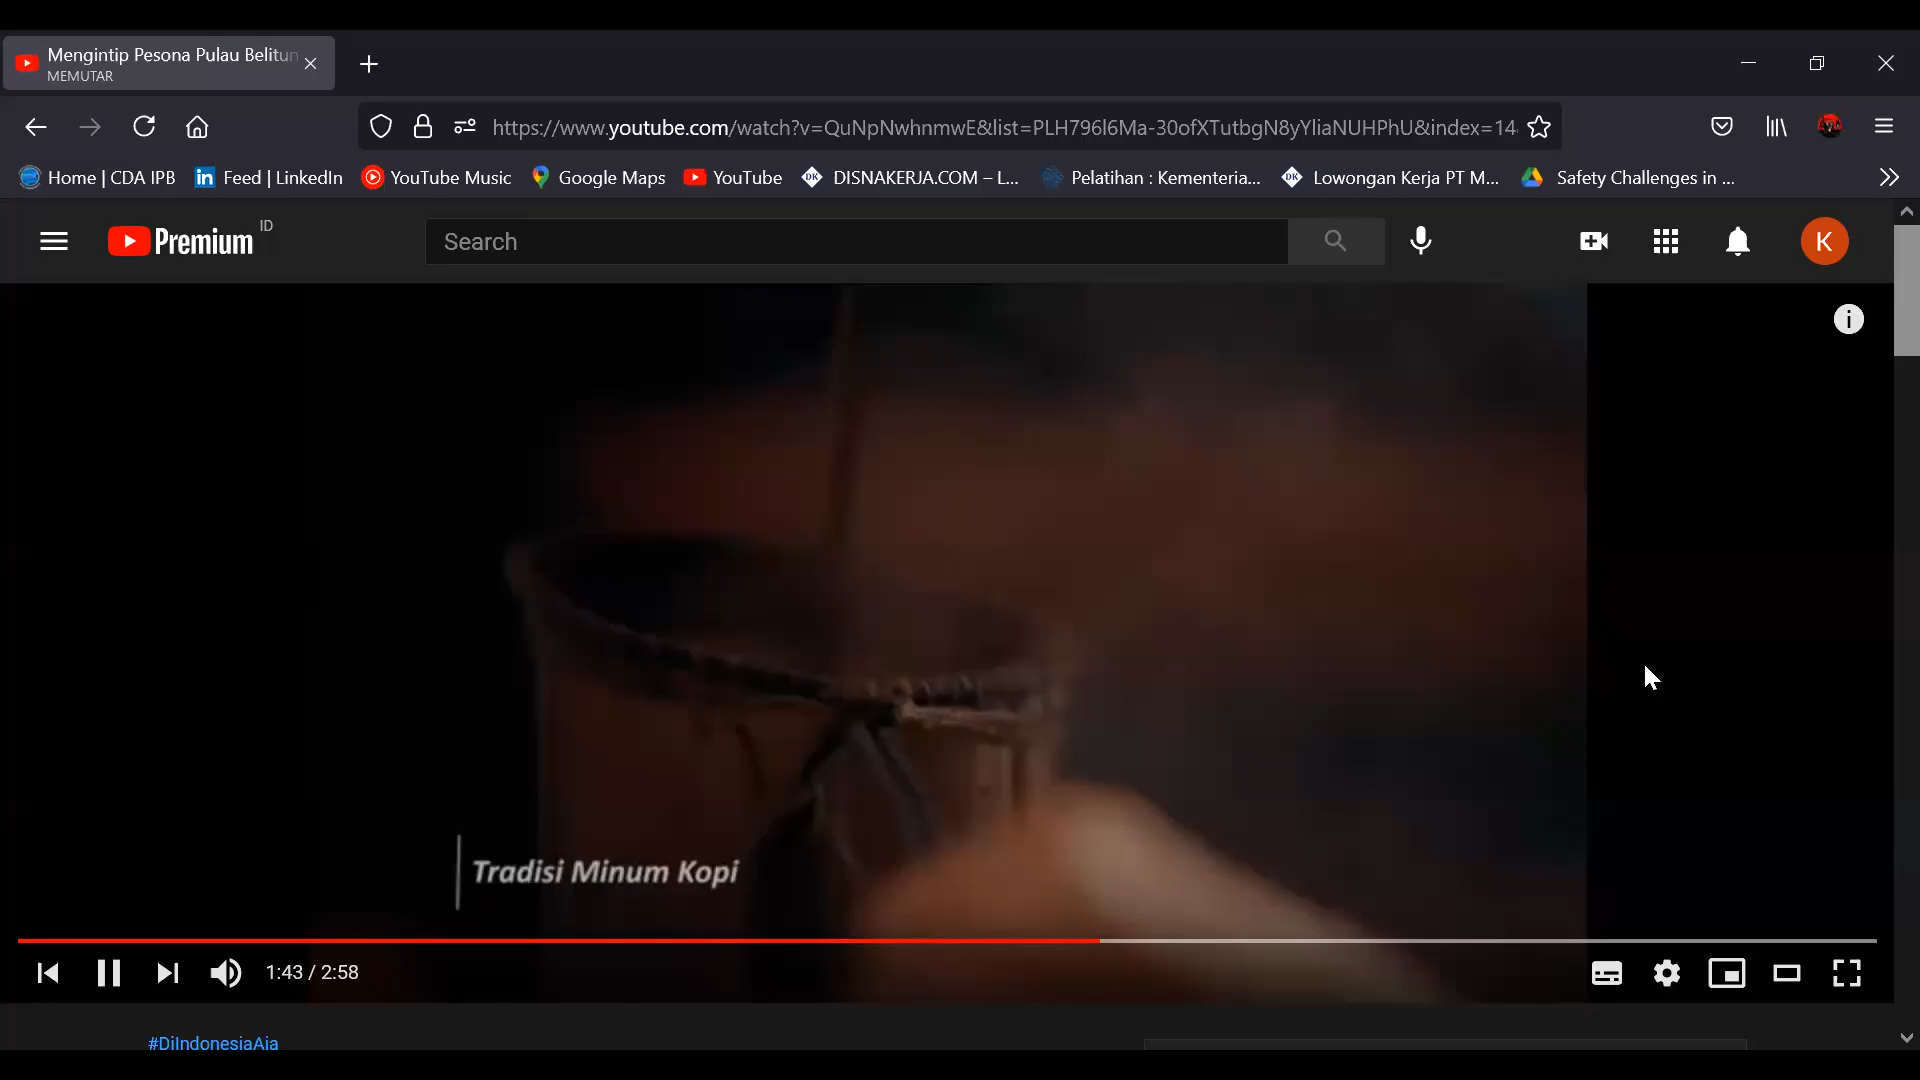 Mengintip Pesona Pulau Belitun
MEMUTAR
https://www.youtube.com/watch?v=QuNpNwhnmwE&list=PLH796l6Ma-30ofXTutbgN8yYliaNUHPhU&index=14
Home | CDA IPB
Feed | LinkedIn
YouTube Music
Google Maps
YouTube
DISNAKERJA.COM – L...
Pelatihan : Kementeria...
Lowongan Kerja PT M...
Safety Challenges in ...
Premium ID
Search
K
Tradisi Minum Kopi
1:43 / 2:58
#DiIndonesiaAja